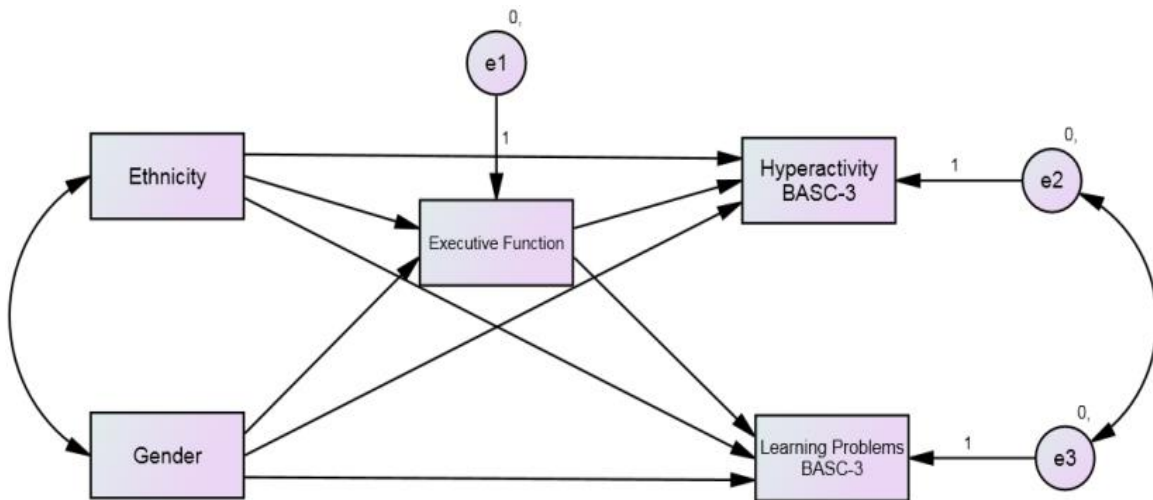 0,
e1
1
Ethnicity
Hyperactivity
BASC-3
1
0,
e2
Executive Function
Gender
Learning Problems
BASC-3
1
0,
e3